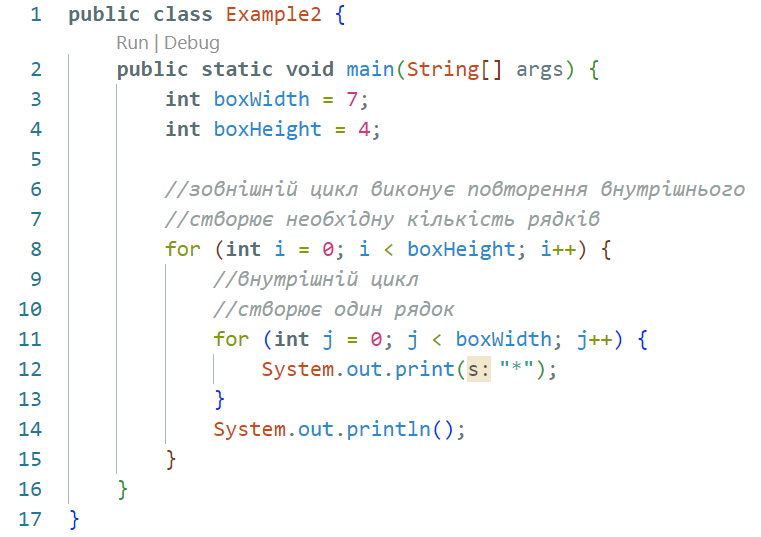 1 public class Example2 {
Run | Debug
2 public static void main(String[] args) {
3 int boxWidth = 7;
4 int boxHeight = 4;
5
6 //зовнішній цикл виконує повторення внутрішнього
7 //створює необхідну кількість рядків
8 for (int i = 0; i < boxHeight; i++) {
9 //внутрішній цикл
10 //створює один рядок
11 for (int j = 0; j < boxWidth; j++) {
12 System.out.print(s: "*");
13 }
14 System.out.println();
15 }
16 }
17 }